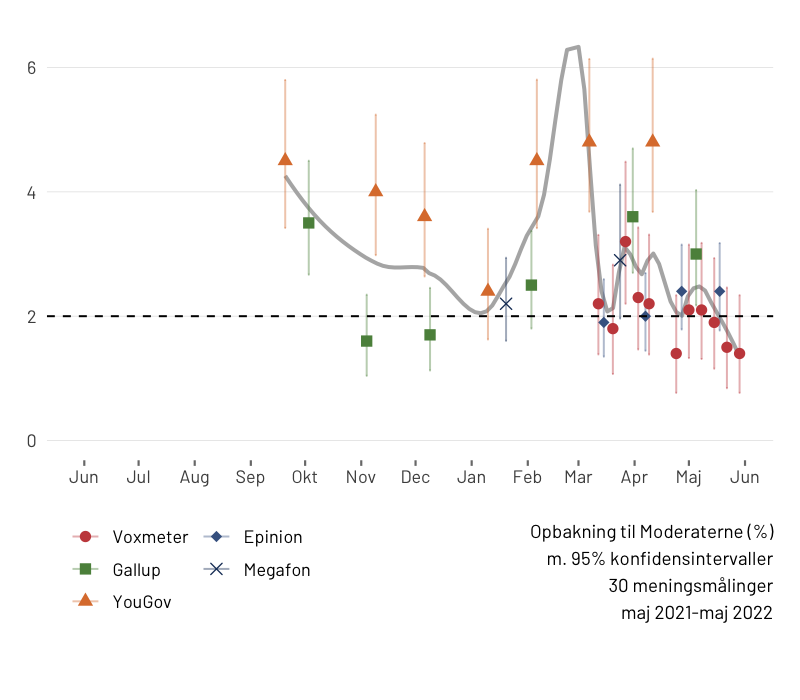 6
4
2
0
Jun Jul Aug Sep Okt Nov Dec Jan Feb Mar Apr Maj Jun
Voxmeter
Gallup
YouGov
Epinion
Megafon
Opbakning til Moderaterne (%)
m. 95% konfidensintervaller
30 meningsmålinger
maj 2021-maj 2022